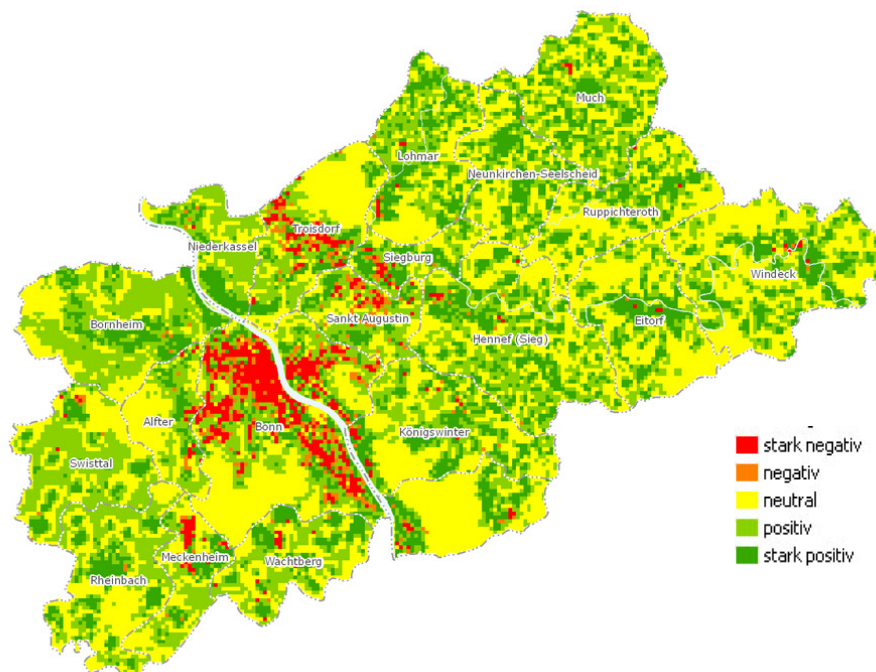 Much
Lohmar
Neunkirchen-Seelscheid
Ruppichteroth
Troisdorf
Niederkassel
Siegburg
Windeck
Sankt Augustin
Eitorf
Bornheim
Hennef (Sieg)
Alfter
Bonn
Königswinter
Swisttal
Meckenheim
Wachtberg
Rheinbach
stark negativ
negativ
neutral
positiv
stark positiv